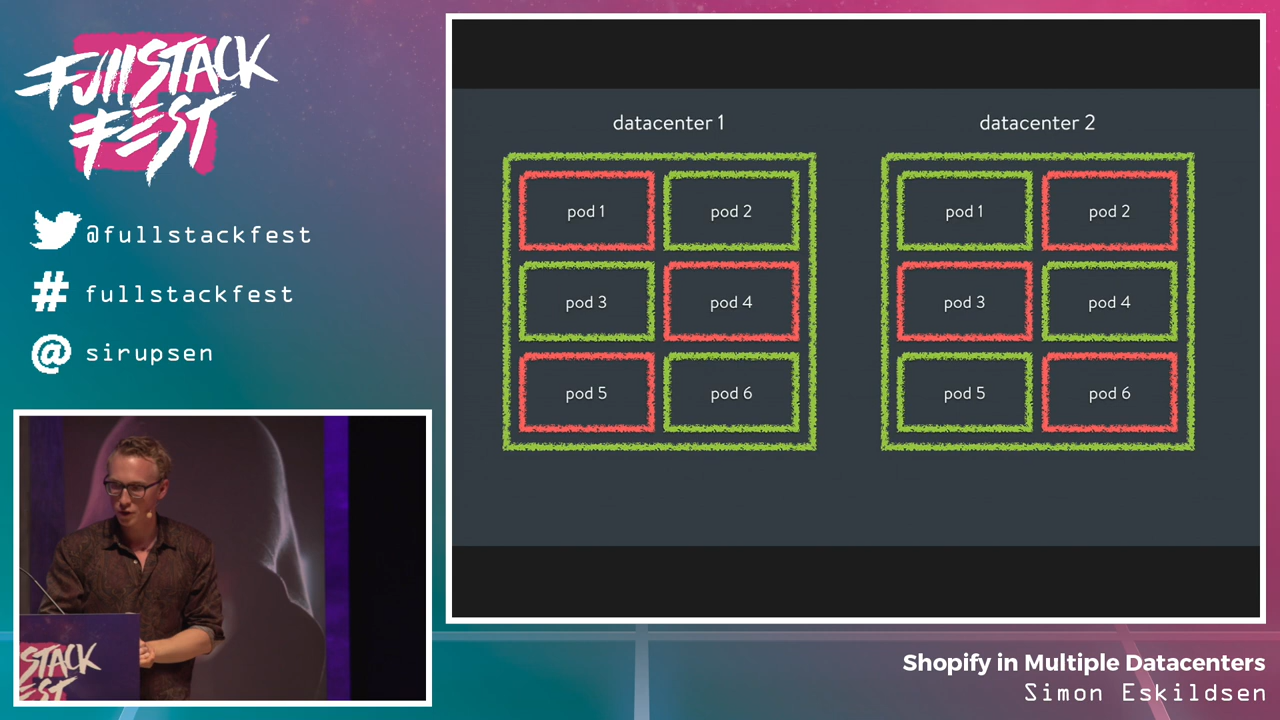 FullSTACK
FEST
@fullstackfest
# fullstackfest
@ sirupsen
datacenter 1
datacenter 2
pod 1
pod 2
pod 3
pod 4
pod 5
pod 6
pod 1
pod 2
pod 3
pod 4
pod 5
pod 6
STACK
FEST
Shopify in Multiple Datacenters
Simon Eskildsen